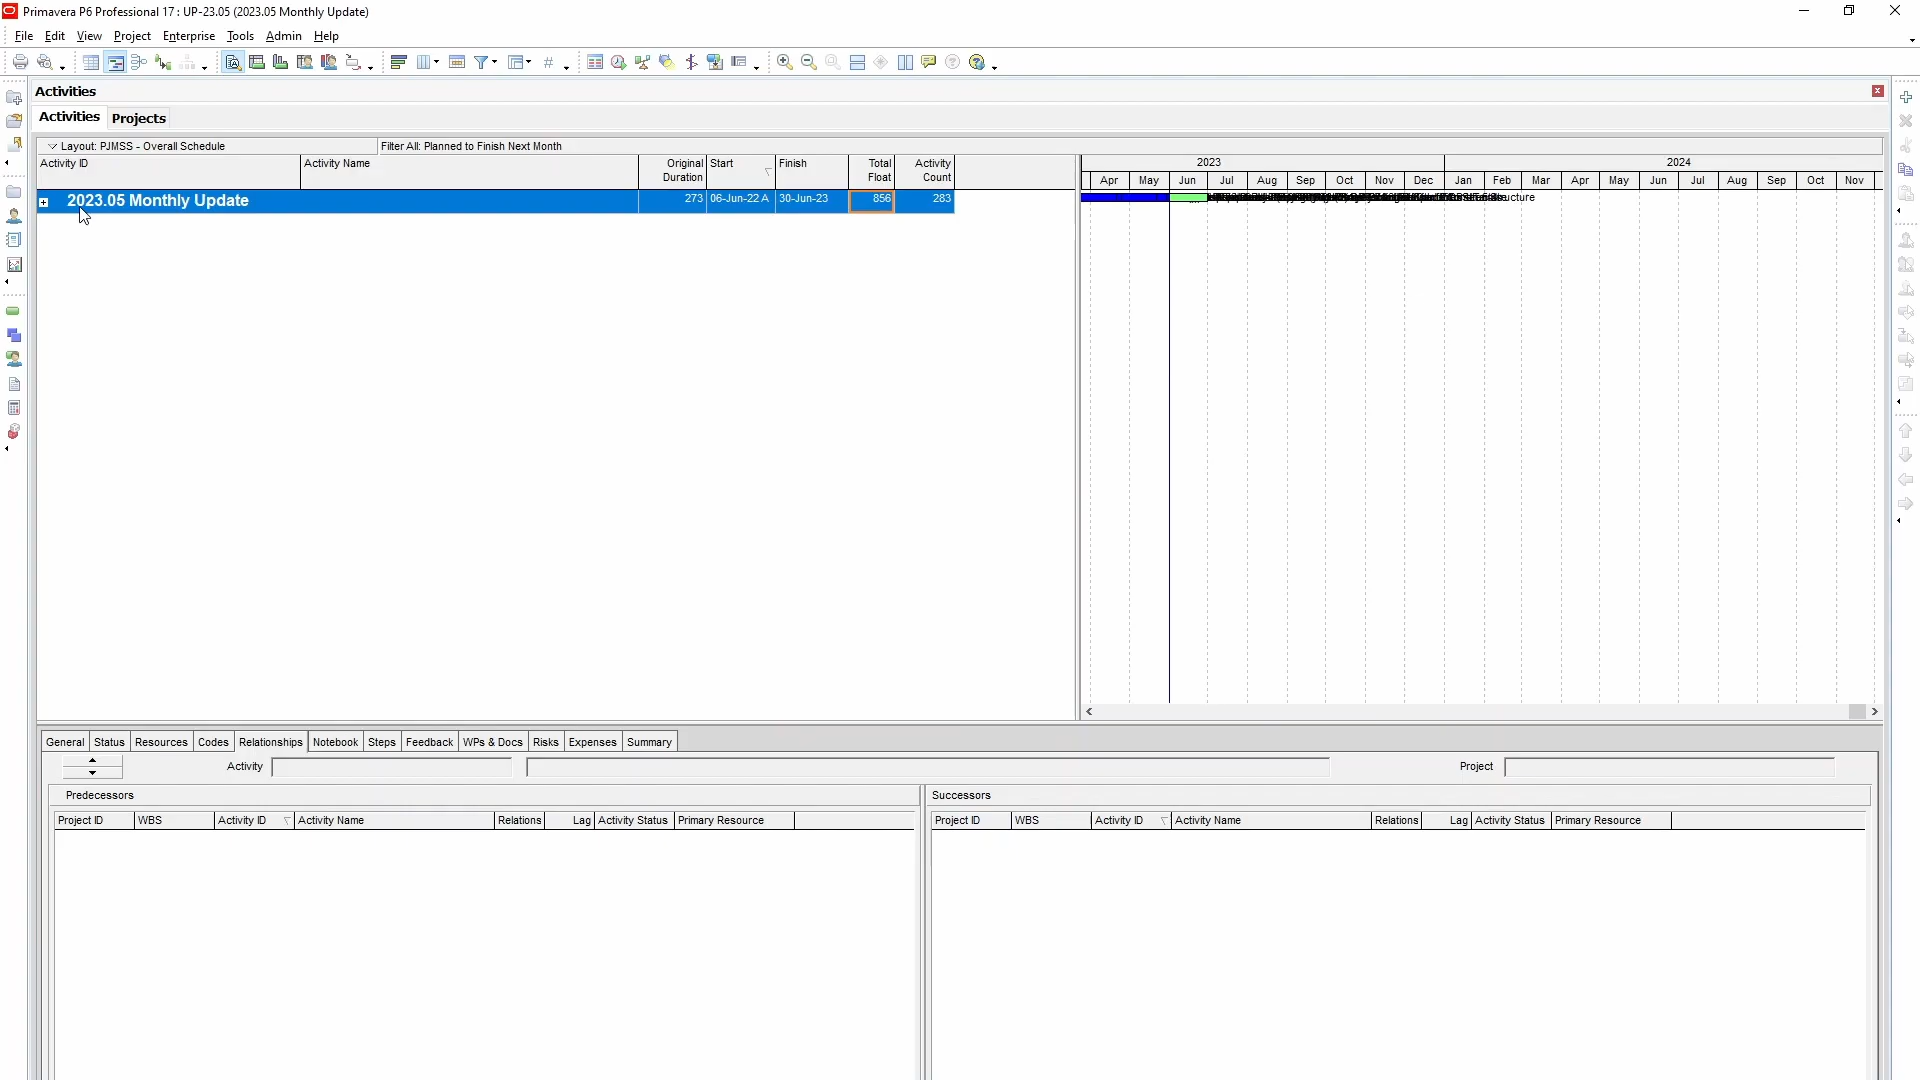 Primavera P6 Professional 17 : UP-23.05 (2023.05 Monthly Update)
File Edit View Project Enterprise Tools Admin Help
Activities
Activities Projects
Layout: PJMSS - Overall Schedule Filter All: Planned to Finish Next Month
Activity ID Activity Name Original Duration Start Finish Total Float Activity Count
2023 2024
Apr May Jun Jul Aug Sep Oct Nov Dec Jan Feb Mar Apr May Jun Jul Aug Sep Oct Nov
2023.05 Monthly Update 273 06-Jun-22 A 30-Jun-23 856 283
General Status Resources Codes Relationships Notebook Steps Feedback WPs & Docs Risks Expenses Summary
Activity Project
Predecessors Successors
Project ID WBS Activity ID Activity Name Relations Lag Activity Status Primary Resource Project ID WBS Activity ID Activity Name Relations Lag Activity Status Primary Resource